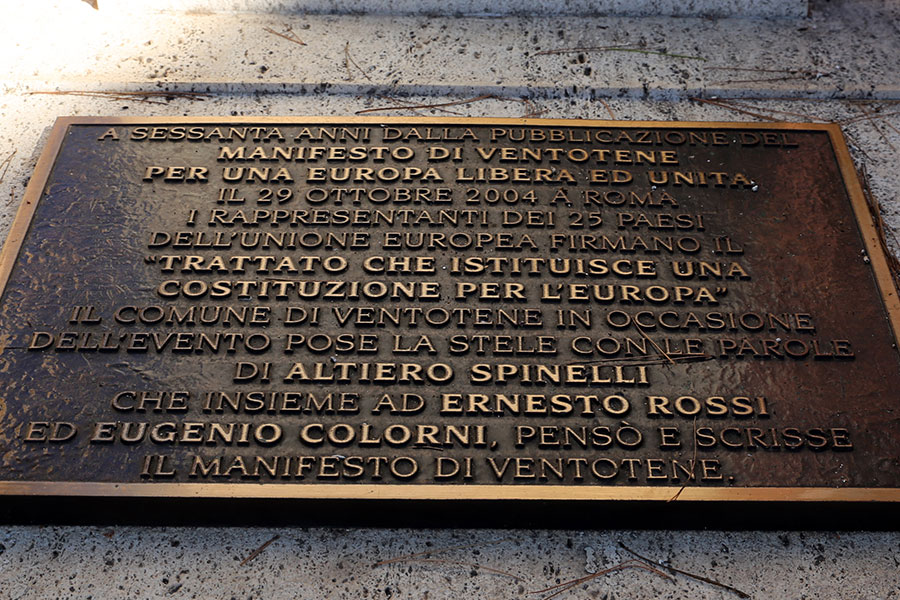 A SESSANTA ANNI DALLA PUBBLICAZIONE DEL
MANIFESTO DI VENTOTENE
PER UNA EUROPA LIBERA ED UNITA
IL 29 OTTOBRE 2004 A ROMA
I RAPPRESENTANTI DEI 25 PAESI
DELL'UNIONE EUROPEA FIRMANO IL
"TRATTATO CHE ISTITUISCE UNA
COSTITUZIONE PER L'EUROPA"
IL COMUNE DI VENTOTENE IN OCCASIONE
DELL'EVENTO POSE LA STELE CON LE PAROLE
DI ALTIERO SPINELLI
CHE INSIEME AD ERNESTO ROSSI
ED EUGENIO COLORNI, PENSÒ E SCRISSE
IL MANIFESTO DI VENTOTENE.